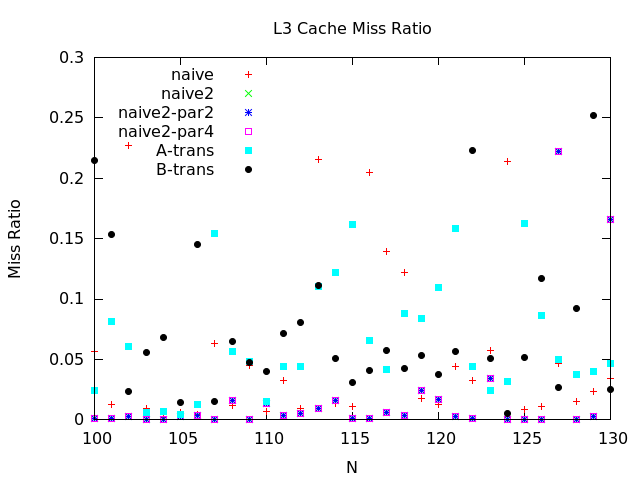 L3 Cache Miss Ratio
0.3
0.25
0.2
0.15
0.1
0.05
0
Miss Ratio
naive
naive2
naive2-par2
naive2-par4
A-trans
B-trans
100 105 110 115 120 125 130
N